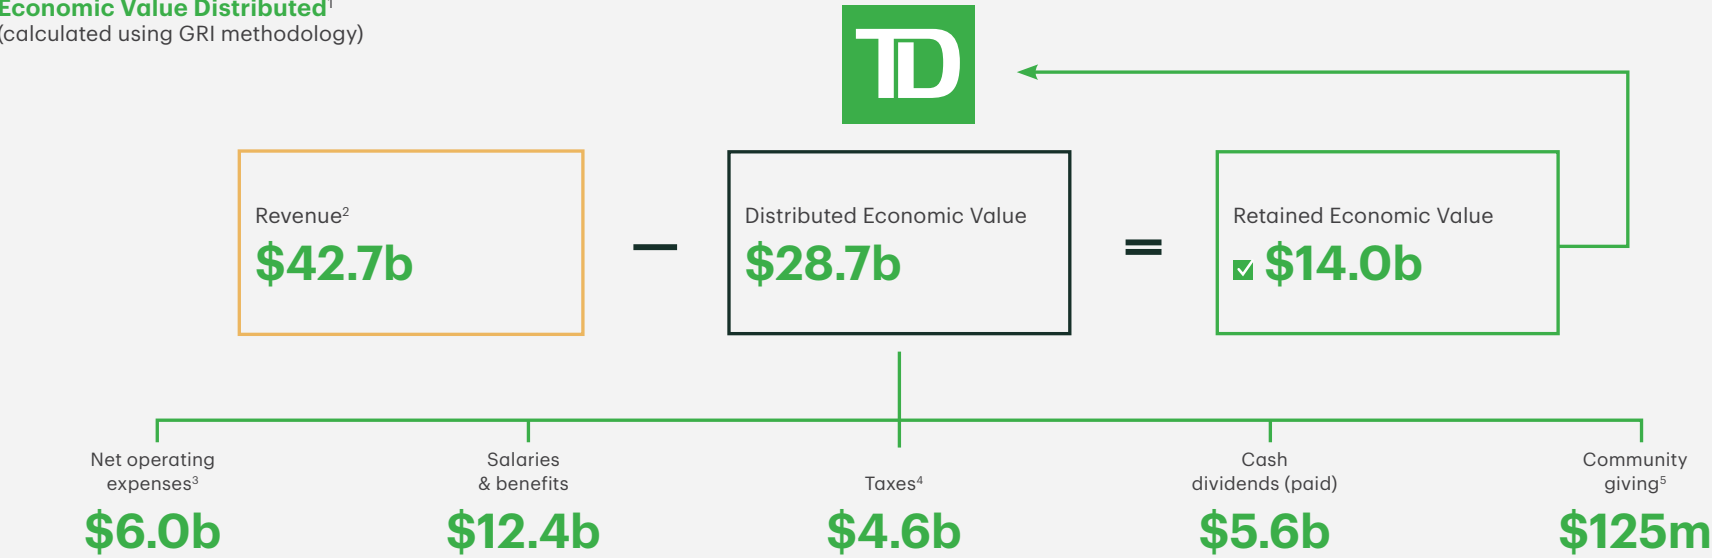 Economic Value Distributed¹
(calculated using GRI methodology)
TD
Revenue²
$42.7b
—
Distributed Economic Value
$28.7b
=
Retained Economic Value
$14.0b
Net operating
expenses³
$6.0b
Salaries
& benefits
$12.4b
Taxes⁴
$4.6b
Cash
dividends (paid)
$5.6b
Community
giving⁵
$125m